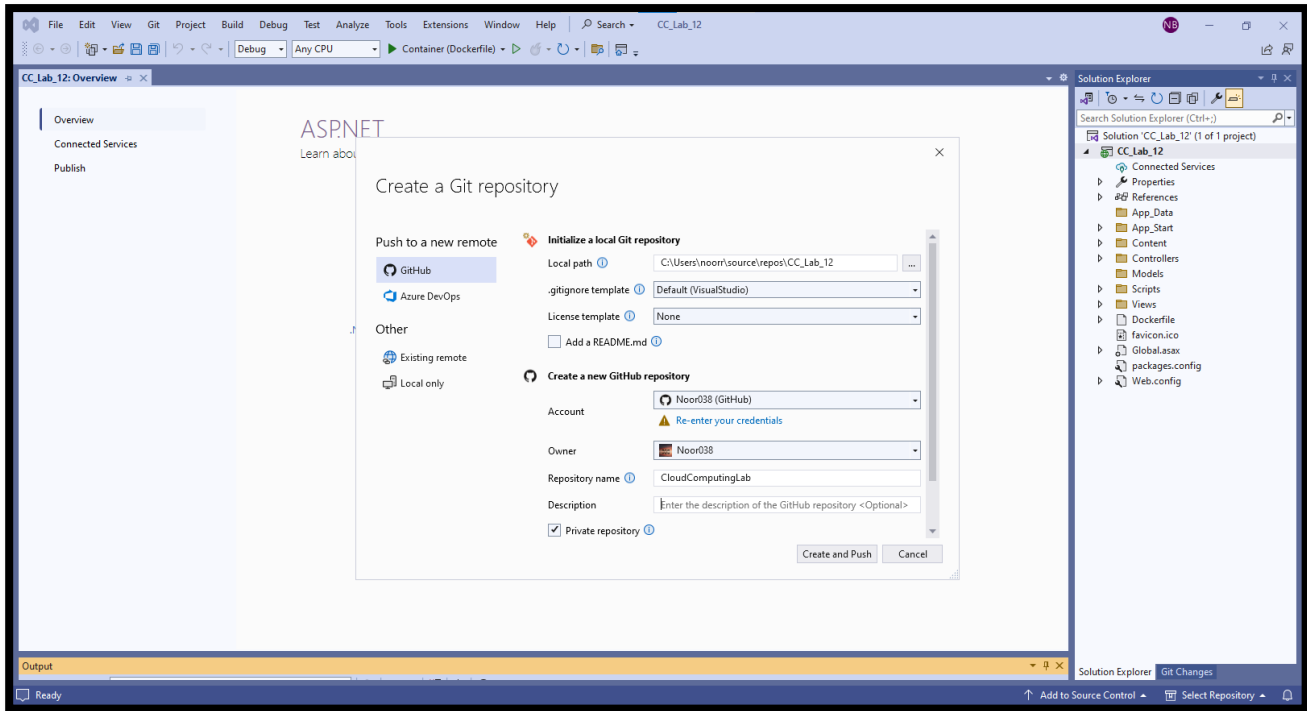 File Edit View Git Project Build Debug Test Analyze Tools Extensions Window Help Search CC_Lab_12 NB
Debug Any CPU Container (Dockerfile)
CC_Lab_12: Overview
Overview
Connected Services
Publish
ASP.NET
Learn abou
Create a Git repository
Push to a new remote
GitHub
Azure DevOps
Other
Existing remote
Local only
Initialize a local Git repository
Local path C:\Users\noorr\source\repos\CC_Lab_12 ...
.gitignore template Default (VisualStudio)
License template None
Add a README.md
Create a new GitHub repository
Account Noor038 (GitHub)
Re-enter your credentials
Owner Noor038
Repository name CloudComputingLab
Description Enter the description of the GitHub repository <Optional>
Private repository
Create and Push Cancel
Solution Explorer
Search Solution Explorer (Ctrl+;)
Solution 'CC_Lab_12' (1 of 1 project)
CC_Lab_12
Connected Services
Properties
References
App_Data
App_Start
Content
Controllers
Models
Scripts
Views
Dockerfile
favicon.ico
Global.asax
packages.config
Web.config
Output
Solution Explorer Git Changes
Ready Add to Source Control Select Repository